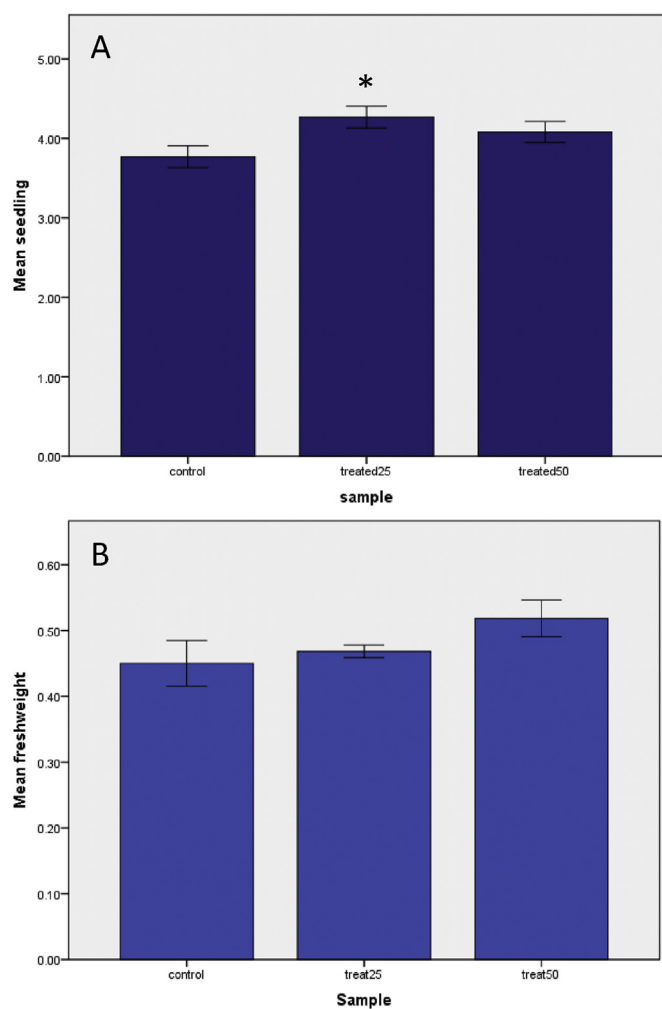 A
*
5.00
4.00
3.00
2.00
1.00
0.00
Mean seedling
control treated25 treated50
sample
B
0.60
0.50
0.40
0.30
0.20
0.10
0.00
Mean freshweight
control treat25 treat50
Sample